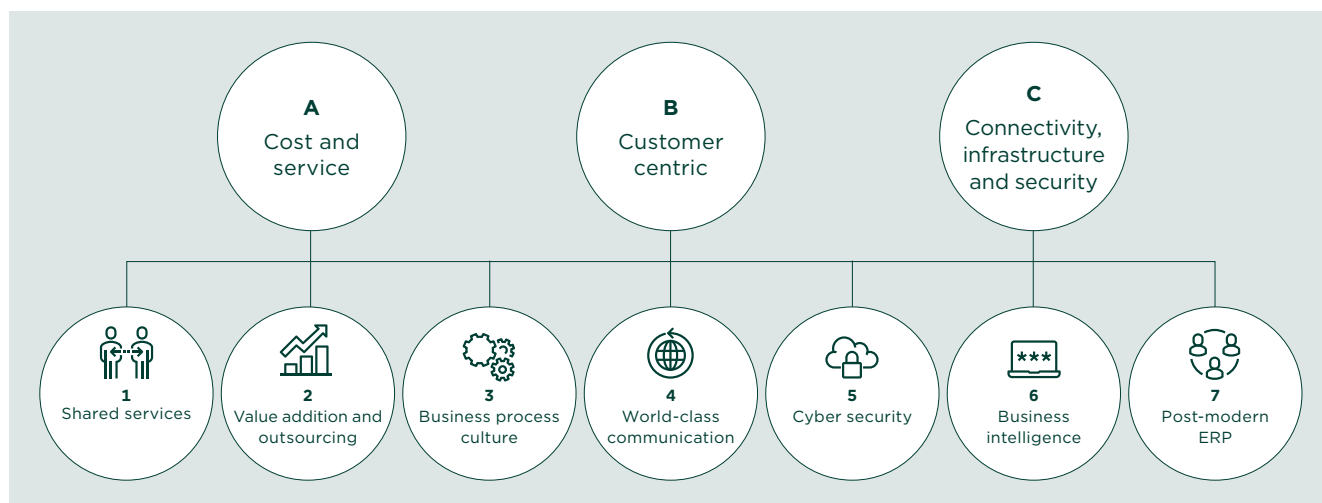 A
Cost and
service
B
Customer
centric
C
Connectivity,
infrastructure
and security
1
Shared services
2
Value addition and
outsourcing
3
Business process
culture
4
World-class
communication
5
Cyber security
***
6
Business
intelligence
7
Post-modern
ERP